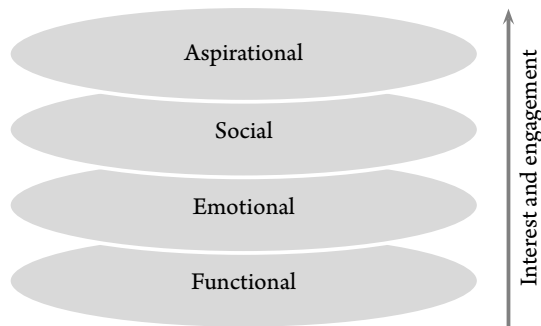 Aspirational
Social
Emotional
Functional
Interest and engagement